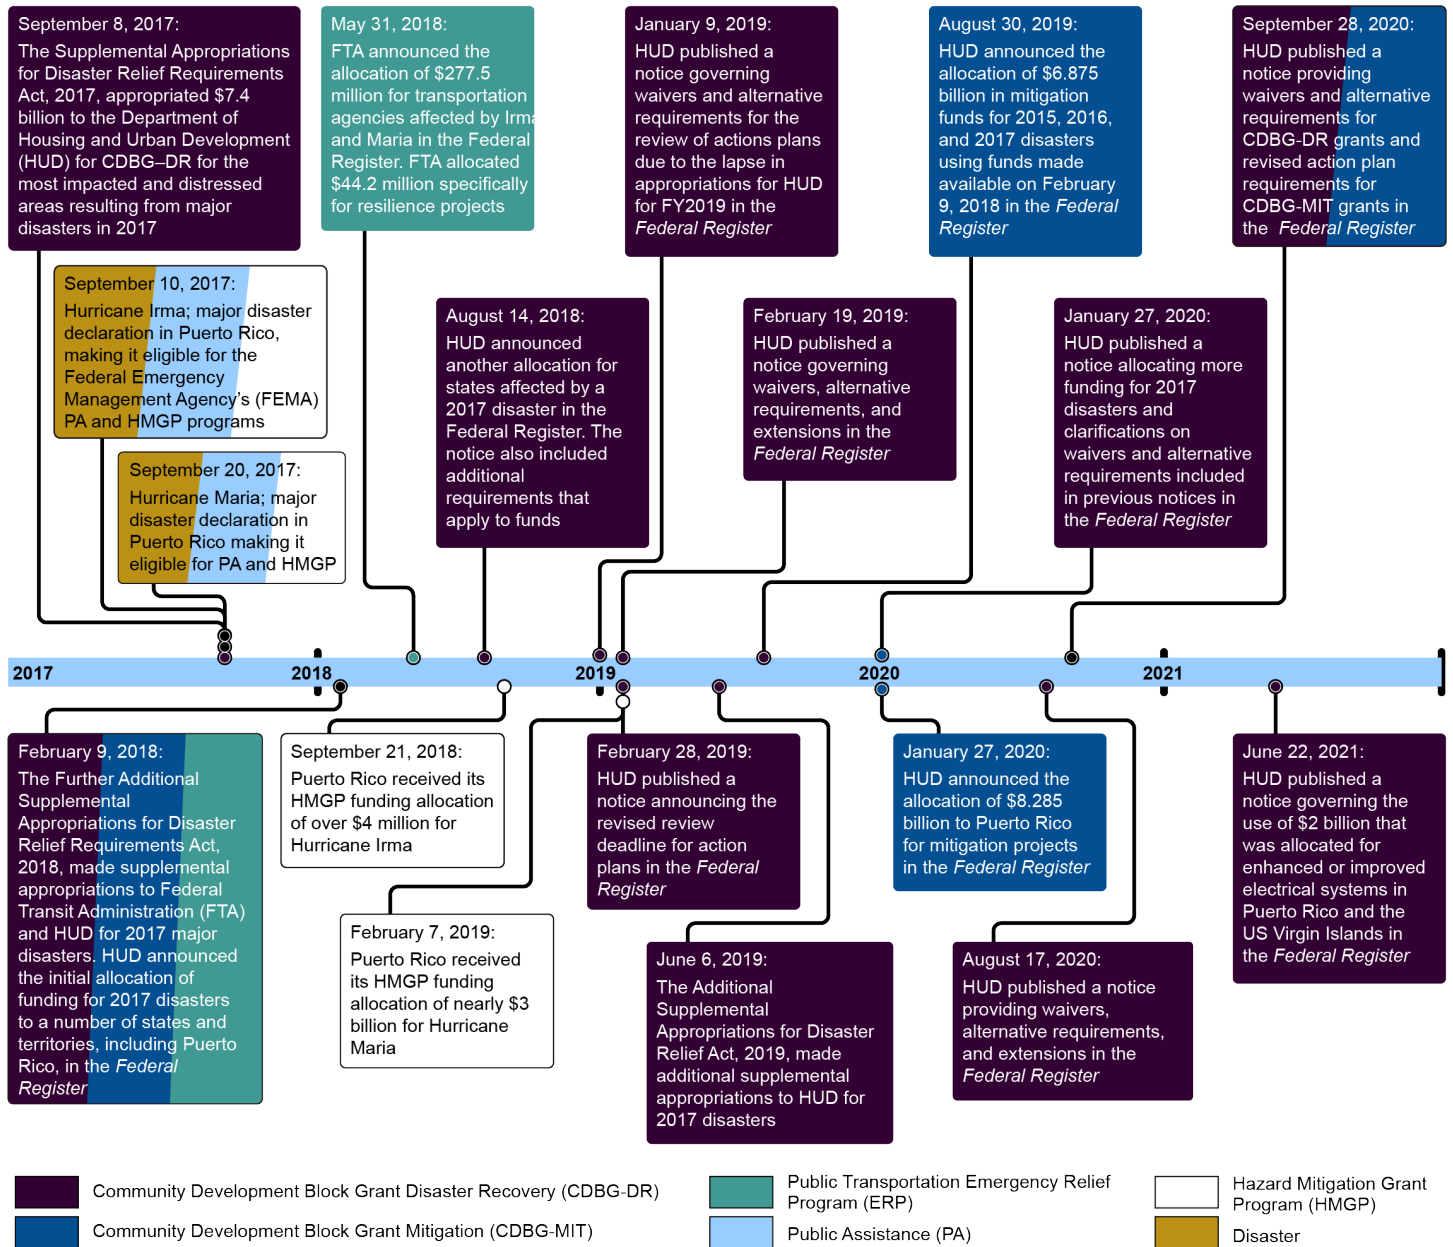 September 8, 2017:
The Supplemental Appropriations
for Disaster Relief Requirements
Act, 2017, appropriated $7.4
billion to the Department of
Housing and Urban Development
(HUD) for CDBG–DR for the
most impacted and distressed
areas resulting from major
disasters in 2017
May 31, 2018:
FTA announced the
allocation of $277.5
million for transportation
agencies affected by Irma
and Maria in the Federal
Register. FTA allocated
$44.2 million specifically
for resilience projects
January 9, 2019:
HUD published a
notice governing
waivers and alternative
requirements for the
review of actions plans
due to the lapse in
appropriations for HUD
for FY2019 in the
Federal Register
August 30, 2019:
HUD announced the
allocation of $6.875
billion in mitigation
funds for 2015, 2016,
and 2017 disasters
using funds made
available on February
9, 2018 in the Federal
Register
September 28, 2020:
HUD published a
notice providing
waivers and alternative
requirements for
CDBG-DR grants and
revised action plan
requirements for
CDBG-MIT grants in
the Federal Register
September 10, 2017:
Hurricane Irma; major disaster
declaration in Puerto Rico,
making it eligible for the
Federal Emergency
Management Agency's (FEMA)
PA and HMGP programs
September 20, 2017:
Hurricane Maria; major
disaster declaration in
Puerto Rico making it
eligible for PA and HMGP
August 14, 2018:
HUD announced
another allocation for
states affected by a
2017 disaster in the
Federal Register. The
notice also included
additional
requirements that
apply to funds
February 19, 2019:
HUD published a
notice governing
waivers, alternative
requirements, and
extensions in the
Federal Register
January 27, 2020:
HUD published a
notice allocating more
funding for 2017
disasters and
clarifications on
waivers and alternative
requirements included
in previous notices in
the Federal Register
2017 2018 2019 2020 2021
February 9, 2018:
The Further Additional
Supplemental
Appropriations for Disaster
Relief Requirements Act,
2018, made supplemental
appropriations to Federal
Transit Administration (FTA)
and HUD for 2017 major
disasters. HUD announced
the initial allocation of
funding for 2017 disasters
to a number of states and
territories, including Puerto
Rico, in the Federal
Register
September 21, 2018:
Puerto Rico received its
HMGP funding allocation
of over $4 million for
Hurricane Irma
February 7, 2019:
Puerto Rico received
its HMGP funding
allocation of nearly $3
billion for Hurricane
Maria
February 28, 2019:
HUD published a
notice announcing the
revised review
deadline for action
plans in the Federal
Register
June 6, 2019:
The Additional
Supplemental
Appropriations for Disaster
Relief Act, 2019, made
additional supplemental
appropriations to HUD for
2017 disasters
January 27, 2020:
HUD announced the
allocation of $8.285
billion to Puerto Rico
for mitigation projects
in the Federal Register
August 17, 2020:
HUD published a notice
providing waivers,
alternative requirements,
and extensions in the
Federal Register
June 22, 2021:
HUD published a
notice governing the
use of $2 billion that
was allocated for
enhanced or improved
electrical systems in
Puerto Rico and the
US Virgin Islands in
the Federal Register
Community Development Block Grant Disaster Recovery (CDBG-DR)
Community Development Block Grant Mitigation (CDBG-MIT)
Public Transportation Emergency Relief
Program (ERP)
Public Assistance (PA)
Hazard Mitigation Grant
Program (HMGP)
Disaster